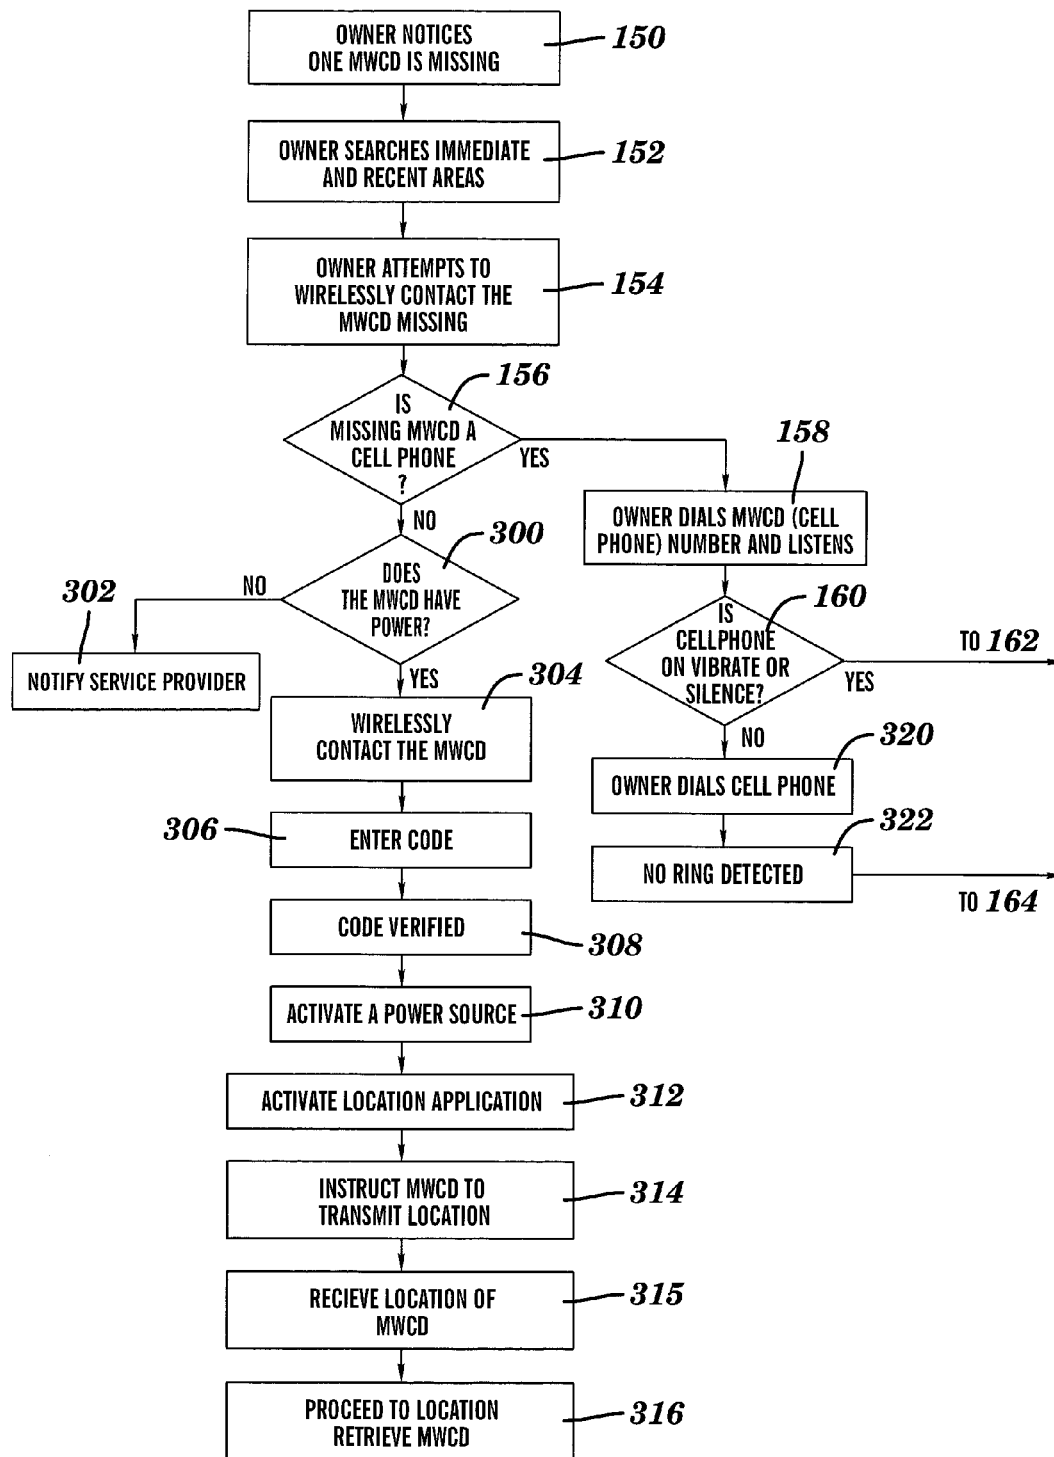 OWNER NOTICES
ONE MWCD IS MISSING
150
OWNER SEARCHES IMMEDIATE
AND RECENT AREAS
152
OWNER ATTEMPTS TO
WIRELESSLY CONTACT THE
MWCD MISSING
154
IS
MISSING MWCD A
CELL PHONE
?
156
YES
NO
158
OWNER DIALS MWCD (CELL
PHONE) NUMBER AND LISTENS
DOES
THE MWCD HAVE
POWER?
300
NO
YES
302
NOTIFY SERVICE PROVIDER
IS
CELLPHONE
ON VIBRATE OR
SILENCE?
160
YES
TO 162
NO
WIRELESSLY
CONTACT THE MWCD
304
OWNER DIALS CELL PHONE
320
306
ENTER CODE
NO RING DETECTED
322
TO 164
CODE VERIFIED
308
ACTIVATE A POWER SOURCE
310
ACTIVATE LOCATION APPLICATION
312
INSTRUCT MWCD TO
TRANSMIT LOCATION
314
RECIEVE LOCATION OF
MWCD
315
PROCEED TO LOCATION
RETRIEVE MWCD
316